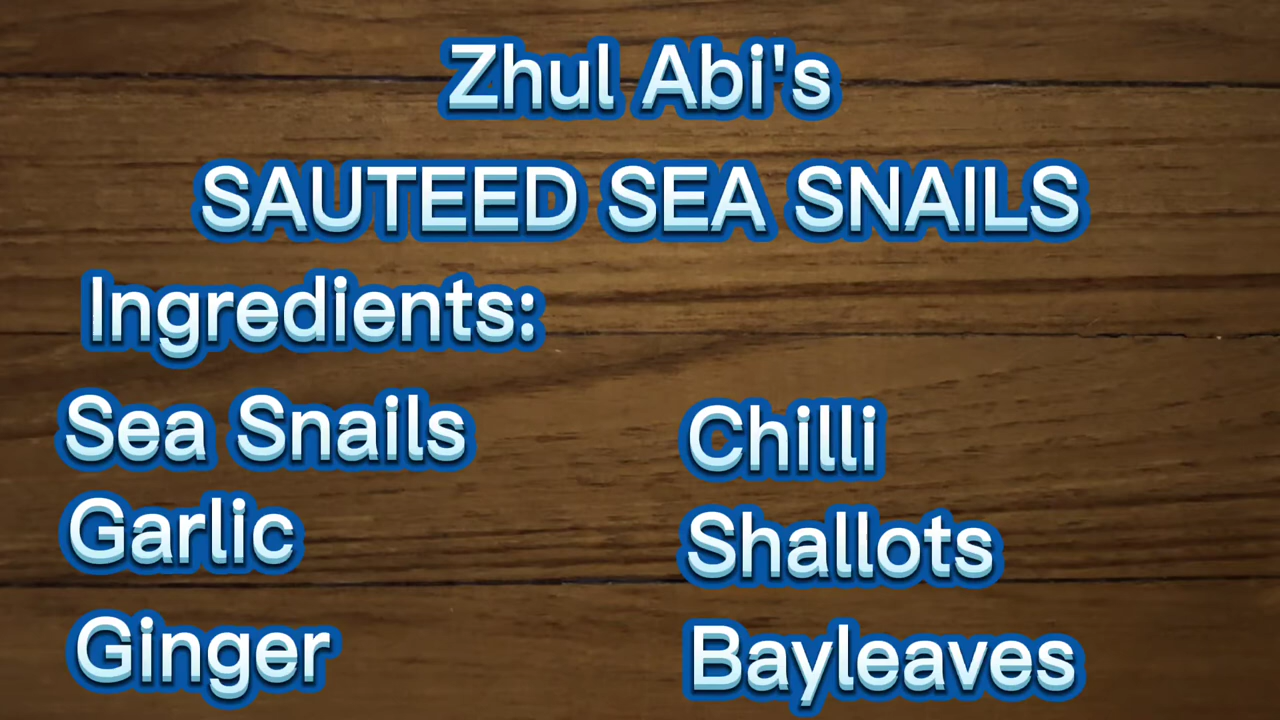 Zhul Abi's
SAUTEED SEA SNAILS
Ingredients:
Sea Snails
Garlic
Ginger
Chilli
Shallots
Bayleaves